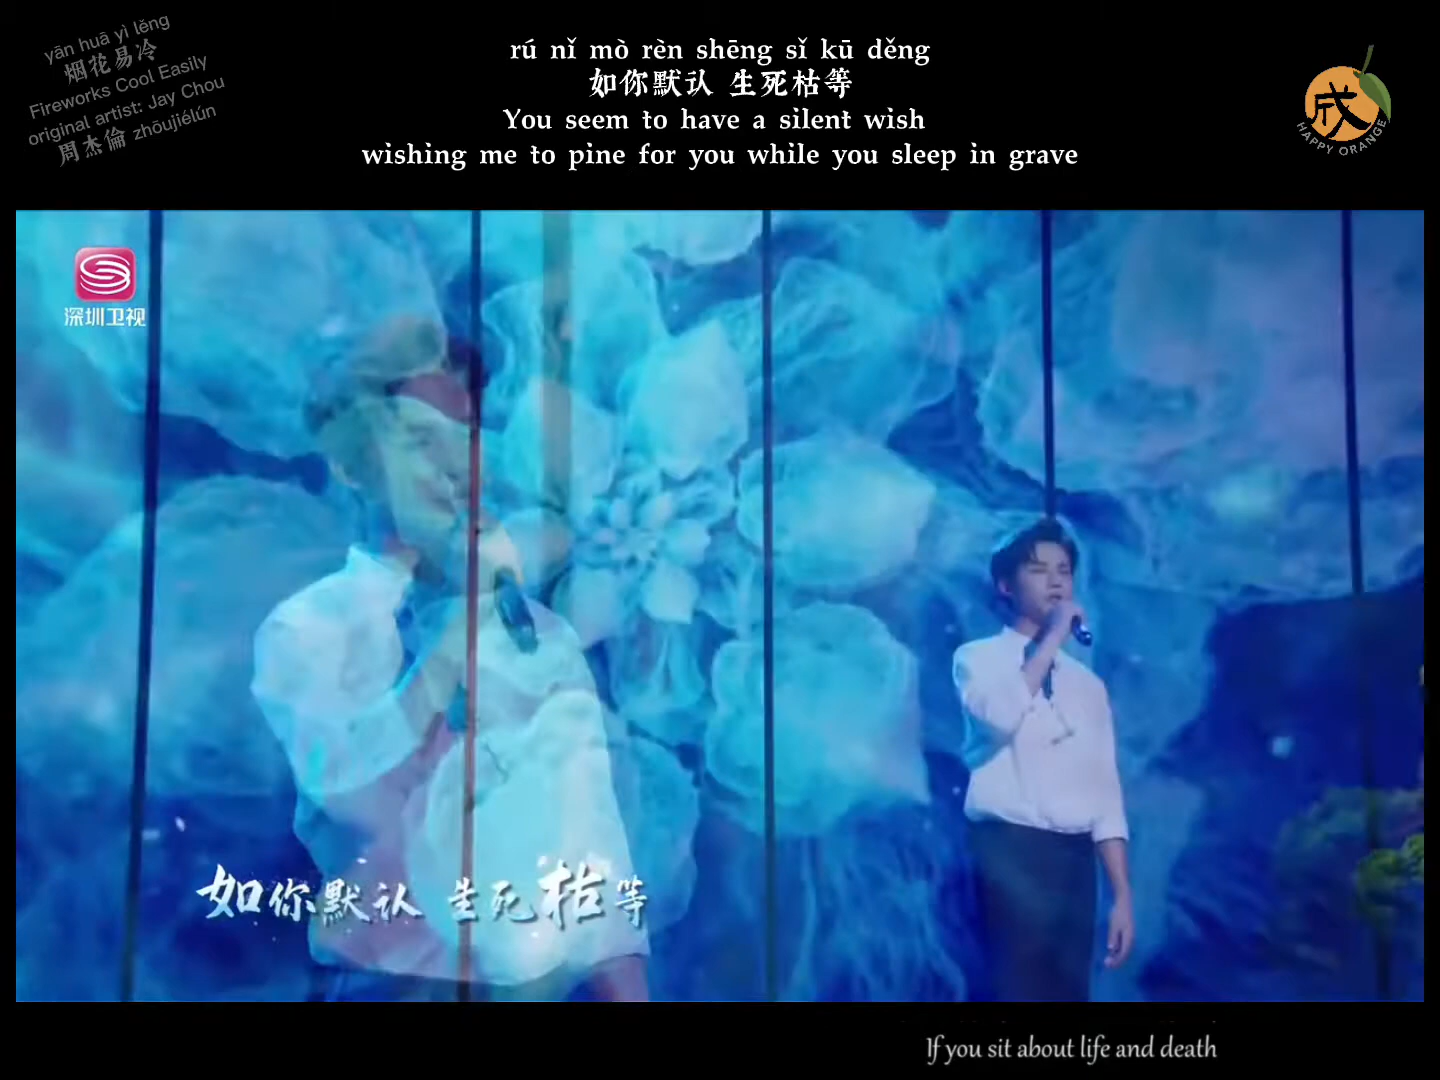 yān huā yì lěng
烟花易冷
Fireworks Cool Easily
original artist: Jay Chou
周杰倫 zhōujiélún
rú nǐ mò rèn shēng sǐ kū děng
如你默认 生死枯等
You seem to have a silent wish
wishing me to pine for you while you sleep in grave
HAPPY ORANGE
深圳卫视
如你默认 生死枯等
If you sit about life and death